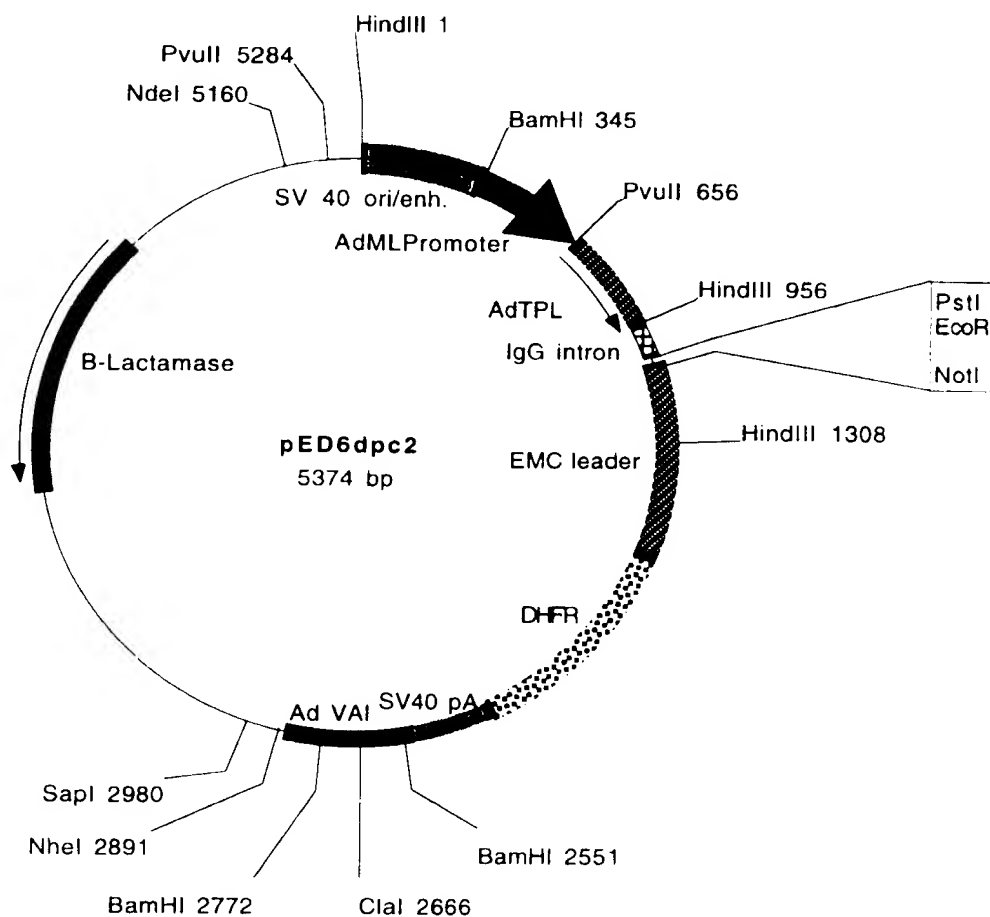 HindIII 1
PvuII 5284
NdeI 5160
BamHI 345
SV 40 ori/enh.
PvuII 656
AdMLPromoter
HindIII 956
AdTPL
PstI
EcoR
IgG intron
B-Lactamase
NotI
pED6dpc2
5374 bp
HindIII 1308
EMC leader
DHFR
SV40 pA
Ad VAI
SapI 2980
NheI 2891
BamHI 2551
BamHI 2772
ClaI 2666